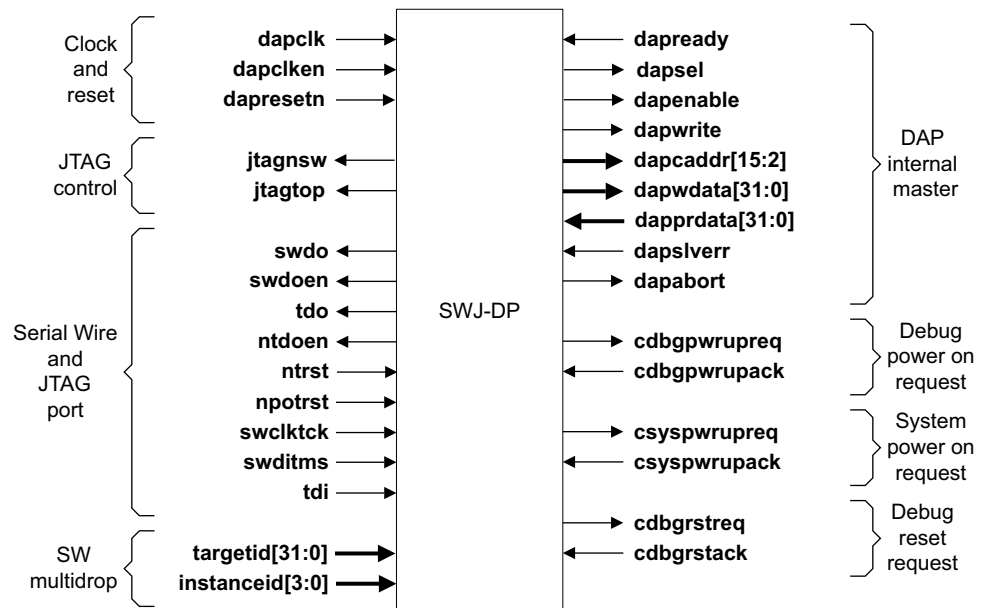 Clock
and
reset
dapclk
dapclken
dapresetn
JTAG
control
jtagnsw
jtagtop
Serial Wire
and
JTAG
port
swdo
swdoen
tdo
ntdoen
ntrst
npotrst
swclktck
swditms
tdi
SW
multidrop
targetid[31:0]
instanceid[3:0]
SWJ-DP
dapready
dapsel
dapenable
dapwrite
dapcaddr[15:2]
dapwdata[31:0]
dapprdata[31:0]
dapslverr
dapabort
DAP
internal
master
cdbgpwrupreq
cdbgpwrupack
Debug
power on
request
csyspwrupreq
csyspwrupack
System
power on
request
cdbgrstreq
cdbgrstack
Debug
reset
request